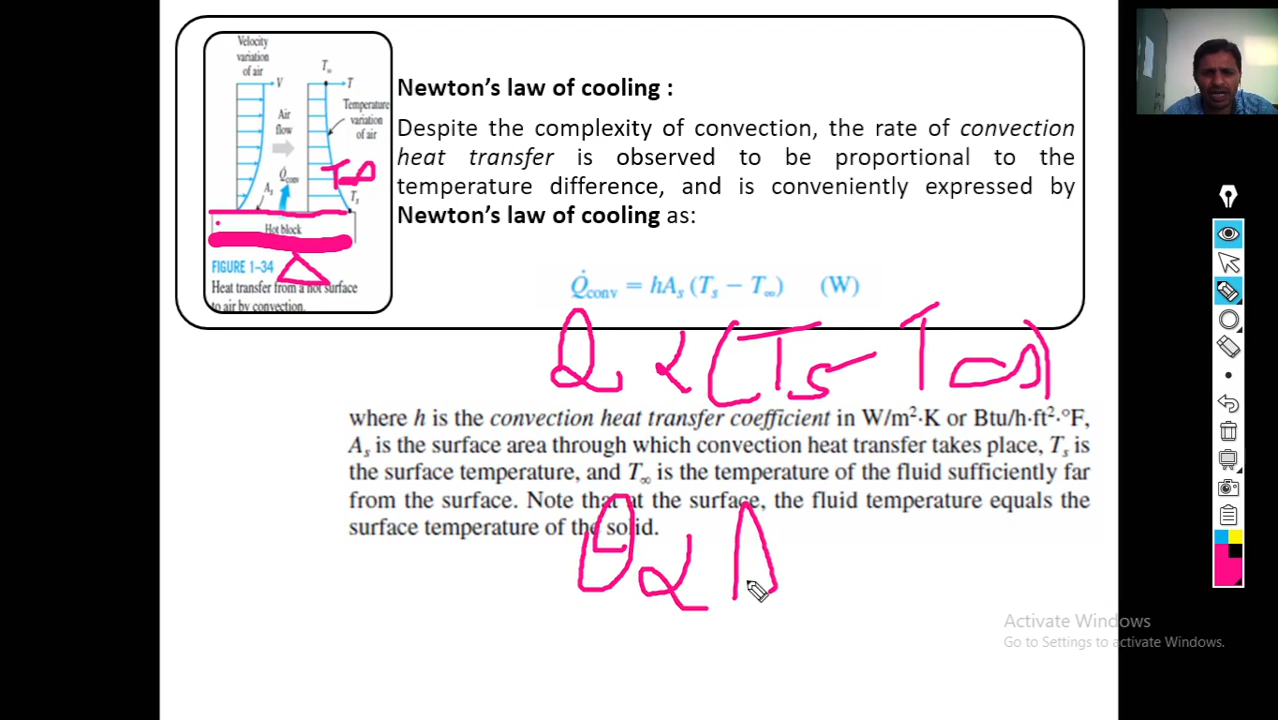 Velocity
variation
of air
V
T∞
T
Air
flow
Temperature
variation
of air
Q̇conv
As
Ts
T∞
Hot block
FIGURE 1–34
Heat transfer from a hot surface
to air by convection.
Newton's law of cooling :
Despite the complexity of convection, the rate of convection
heat transfer is observed to be proportional to the
temperature difference, and is conveniently expressed by
Newton's law of cooling as:
Q̇conv = hAs (Ts − T∞) (W)
Q ∝ (Ts - T∞)
where h is the convection heat transfer coefficient in W/m²·K or Btu/h·ft²·°F,
As is the surface area through which convection heat transfer takes place, Ts is
the surface temperature, and T∞ is the temperature of the fluid sufficiently far
from the surface. Note that at the surface, the fluid temperature equals the
surface temperature of the solid.
Q ∝ A
Activate Windows
Go to Settings to activate Windows.